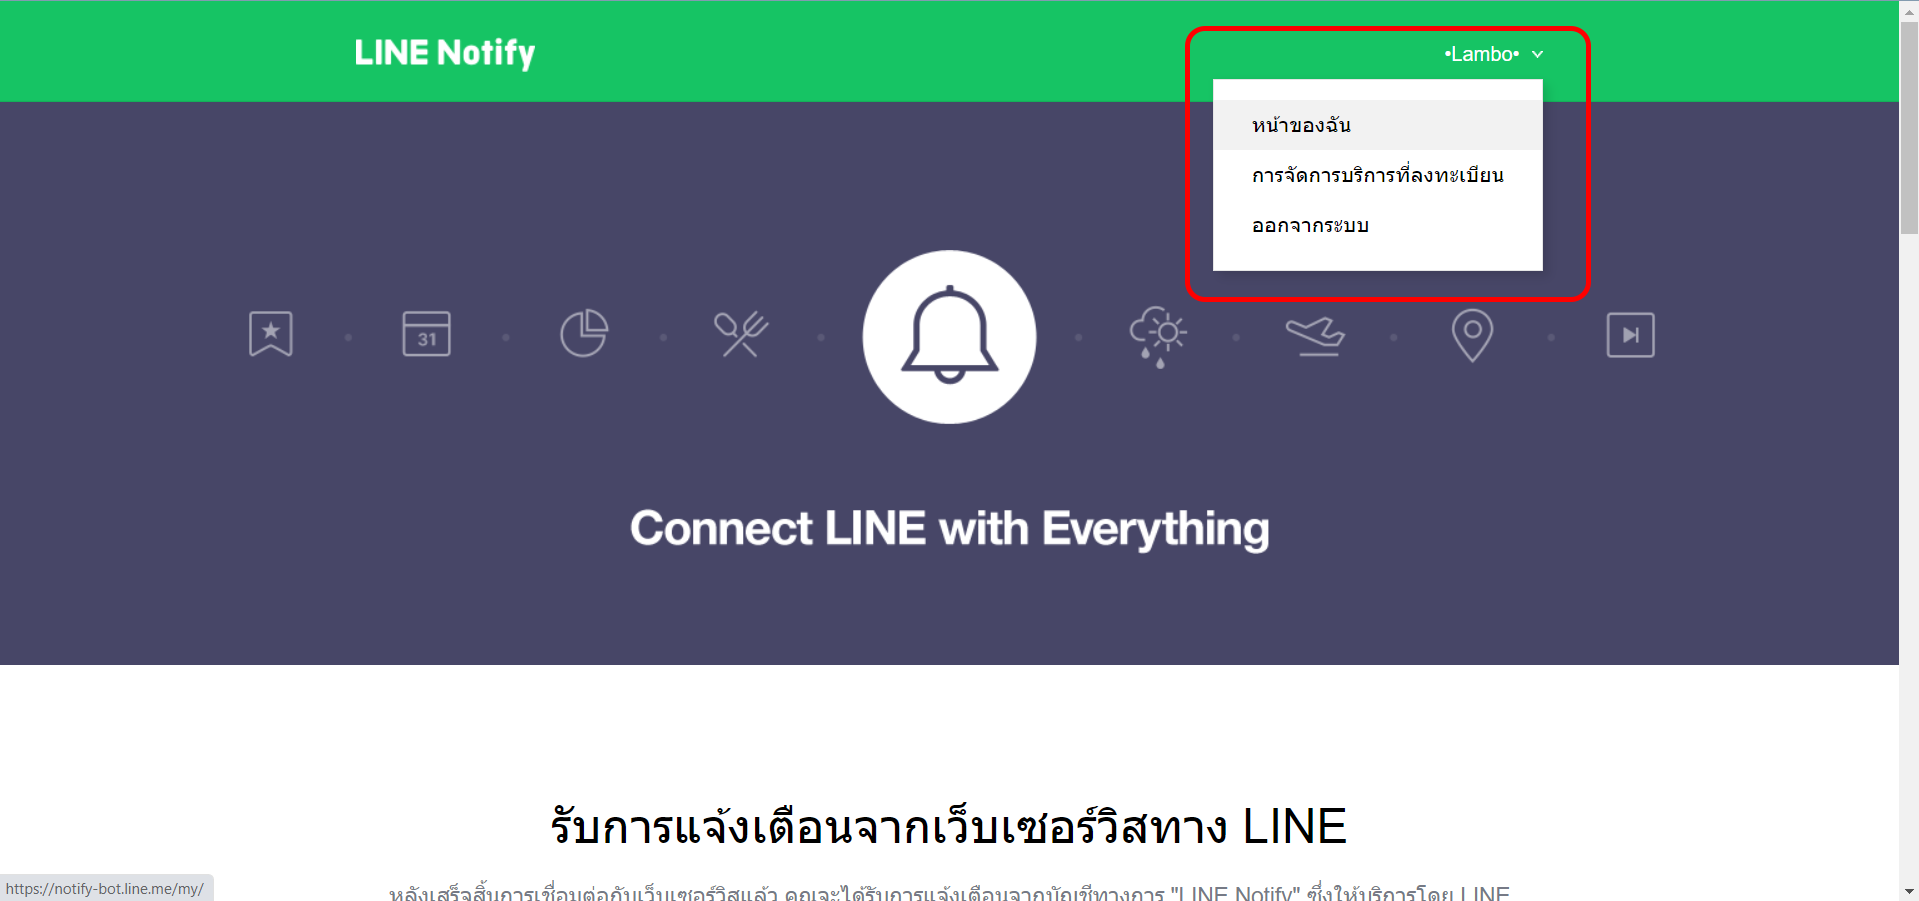 LINE Notify
•Lambo•
หน้าของฉัน
การจัดการบริการที่ลงทะเบียน
ออกจากระบบ
31
Connect LINE with Everything
รับการแจ้งเตือนจากเว็บเซอร์วิสทาง LINE
หลังเสร็จสิ้นการเชื่อมต่อกับเว็บเซอร์วิสแล้ว คุณจะได้รับการแจ้งเตือนจากบัญชีทางการ "LINE Notify" ซึ่งให้บริการโดย LINE
https://notify-bot.line.me/my/